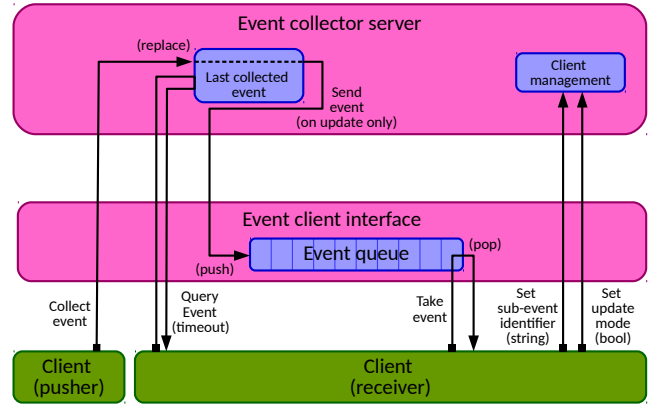 Event collector server
(replace)
Last collected
event
Client
management
Send
event
(on update only)
Event client interface
Event queue
(pop)
(push)
Collect
event
Query
Event
(timeout)
Take
event
Set
sub-event
identifier
(string)
Set
update
mode
(bool)
Client
(pusher)
Client
(receiver)